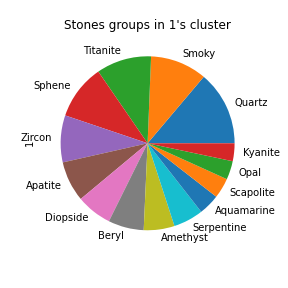 Stones groups in 1's cluster
Titanite
Smoky
Sphene
Quartz
Zircon
1
Kyanite
Opal
Apatite
Scapolite
Diopside
Aquamarine
Serpentine
Beryl
Amethyst